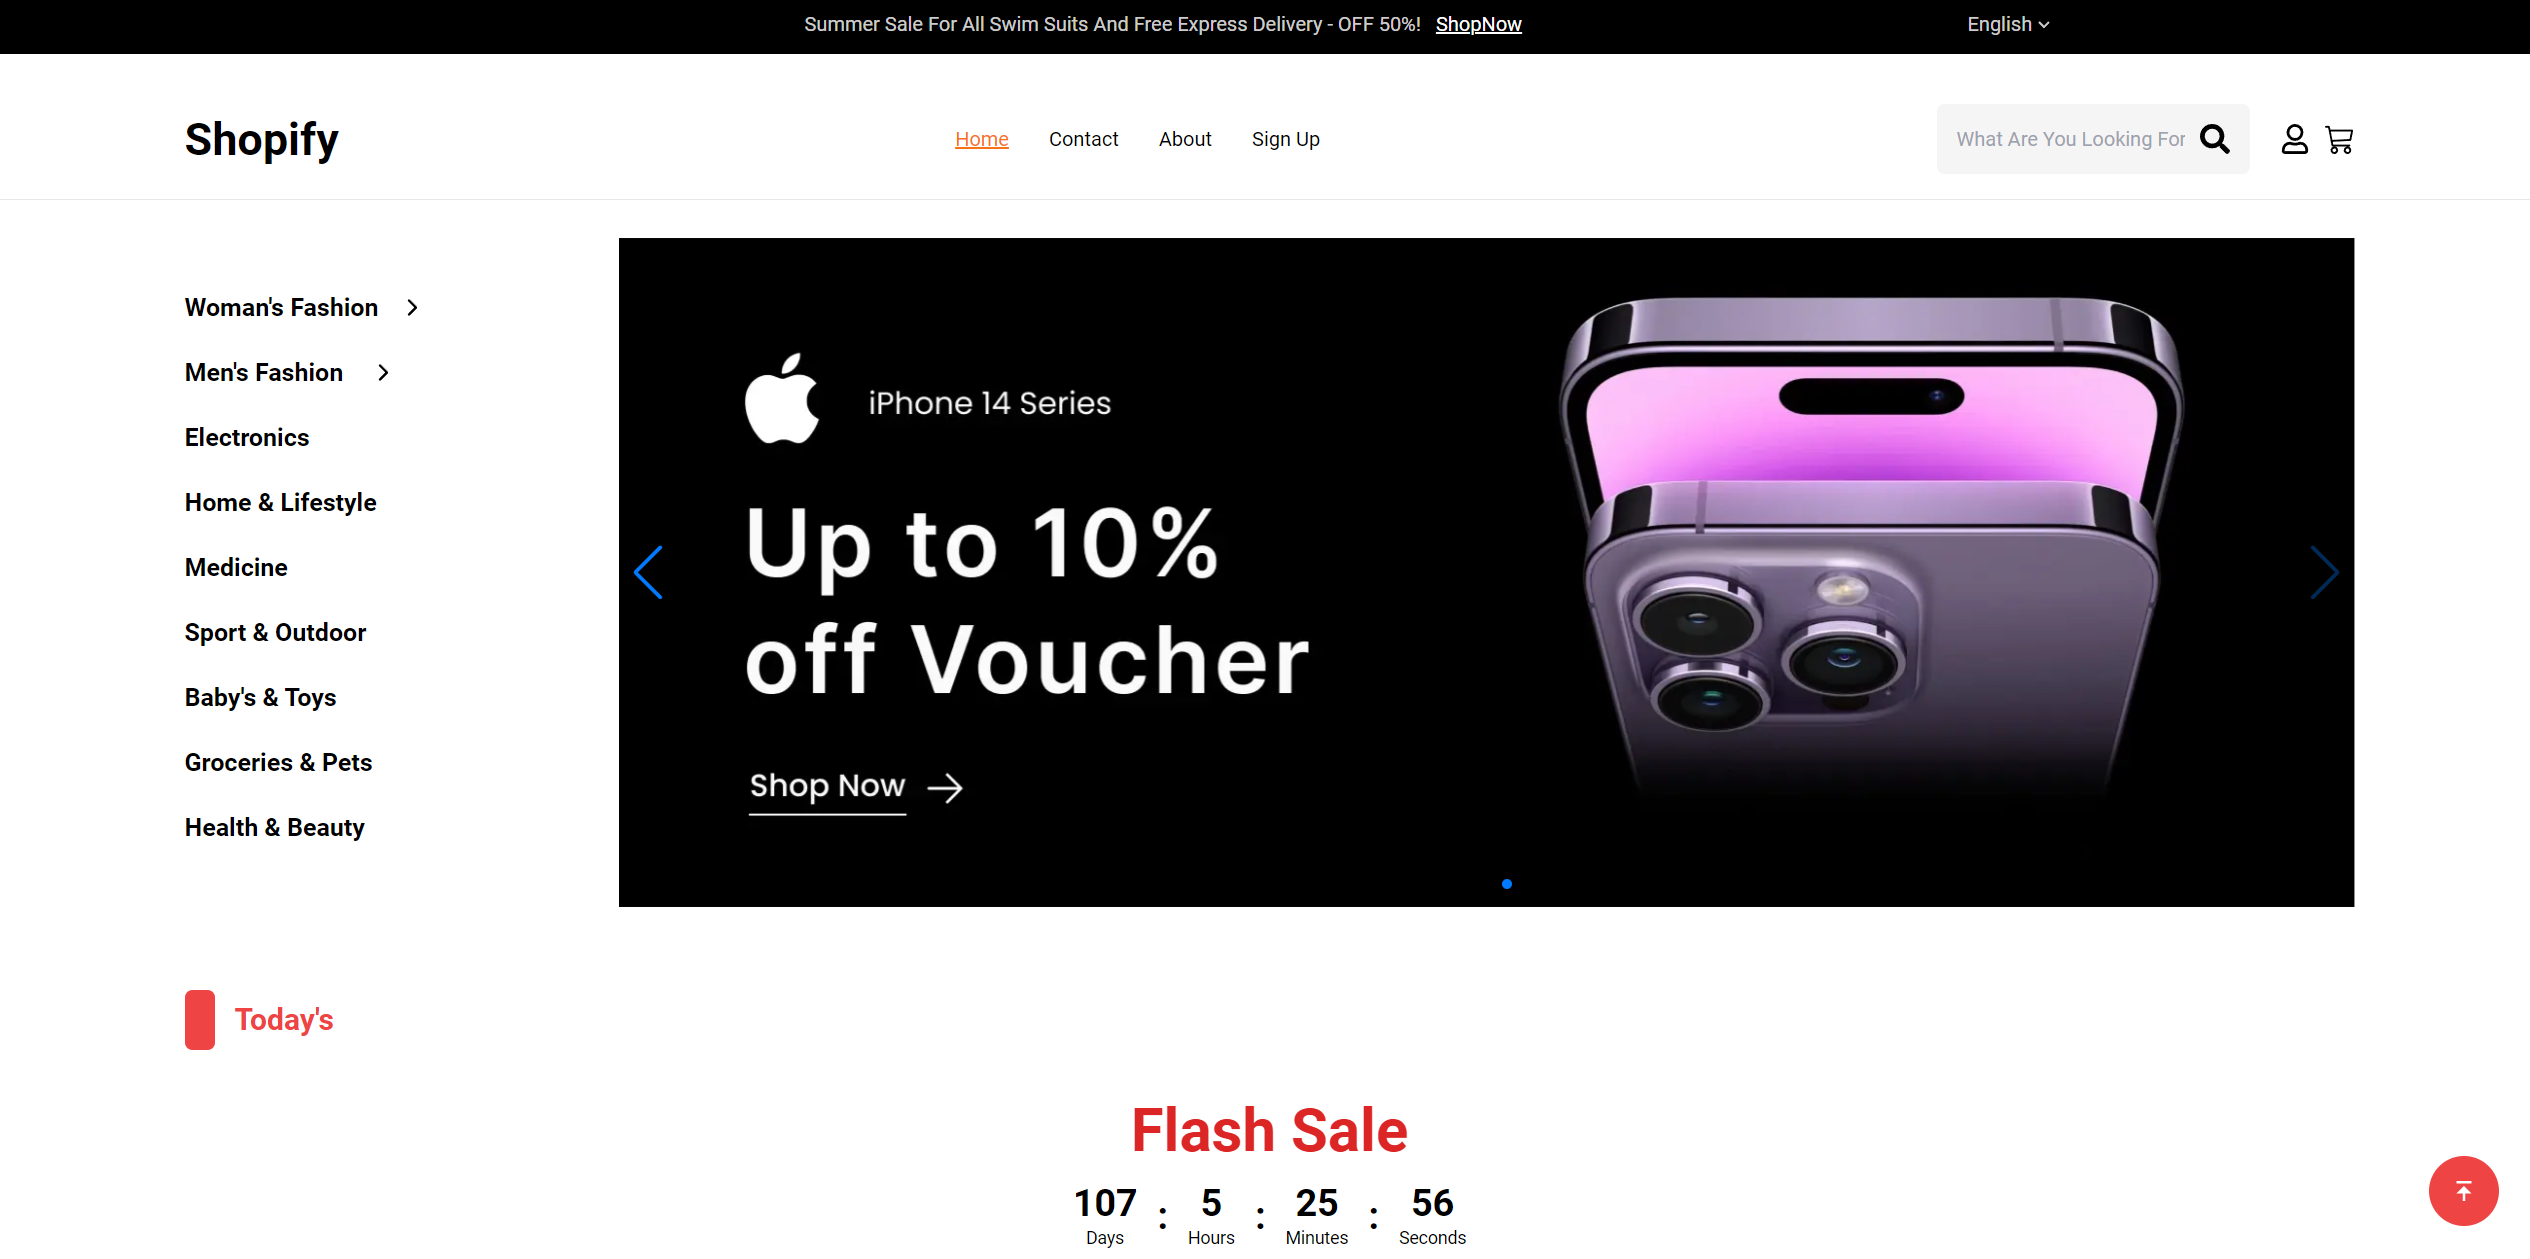 Summer Sale For All Swim Suits And Free Express Delivery - OFF 50%! ShopNow
English
Shopify
Home Contact About Sign Up
What Are You Looking For
Woman's Fashion
Men's Fashion
Electronics
Home & Lifestyle
Medicine
Sport & Outdoor
Baby's & Toys
Groceries & Pets
Health & Beauty
iPhone 14 Series
Up to 10%
off Voucher
Shop Now
Today's
Flash Sale
107 : 5 : 25 : 56
Days Hours Minutes Seconds